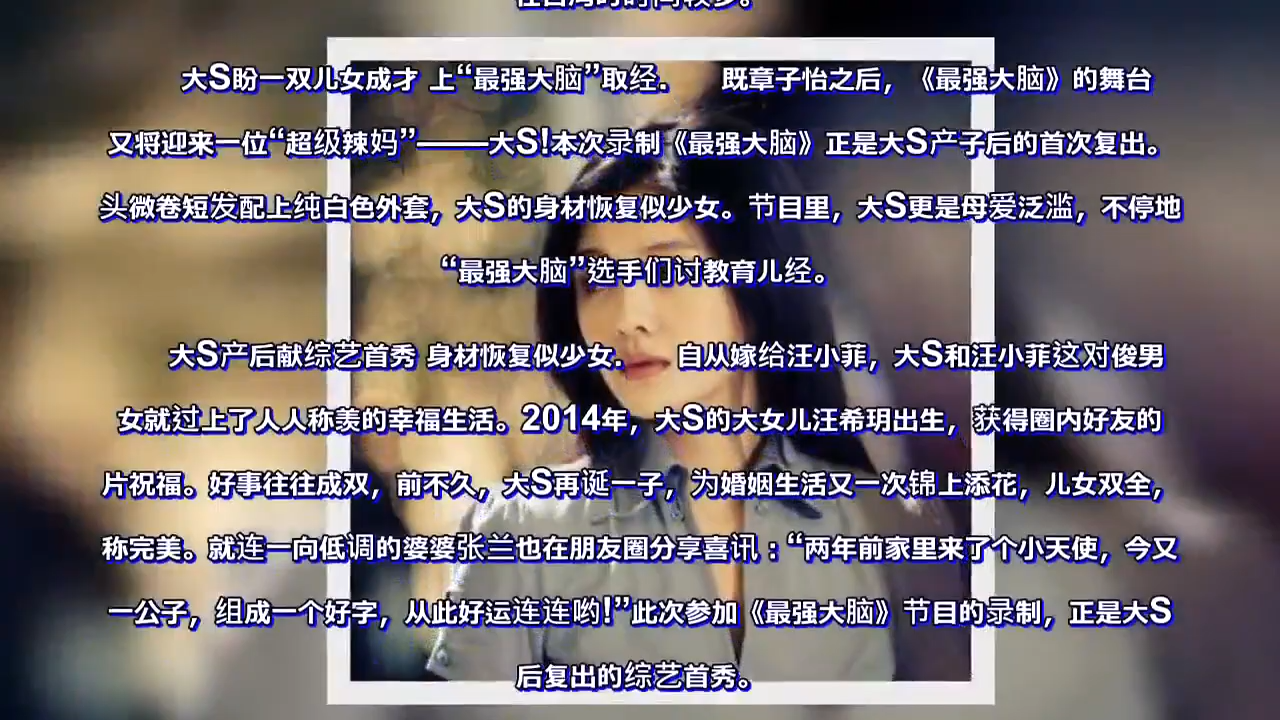 在台湾的时间较多。
大S盼一双儿女成才 上“最强大脑”取经. 既章子怡之后，《最强大脑》的舞台
又将迎来一位“超级辣妈”———大S!本次录制《最强大脑》正是大S产子后的首次复出。
头微卷短发配上纯白色外套，大S的身材恢复似少女。节目里，大S更是母爱泛滥，不停地
“最强大脑”选手们讨教育儿经。
大S产后献综艺首秀 身材恢复似少女. 自从嫁给汪小菲，大S和汪小菲这对俊男
女就过上了人人称羡的幸福生活。2014年，大S的大女儿汪希玥出生，获得圈内好友的
片祝福。好事往往成双，前不久，大S再诞一子，为婚姻生活又一次锦上添花，儿女双全，
称完美。就连一向低调的婆婆张兰也在朋友圈分享喜讯：“两年前家里来了个小天使，今又
一公子，组成一个好字，从此好运连连哟!”此次参加《最强大脑》节目的录制，正是大S
后复出的综艺首秀。